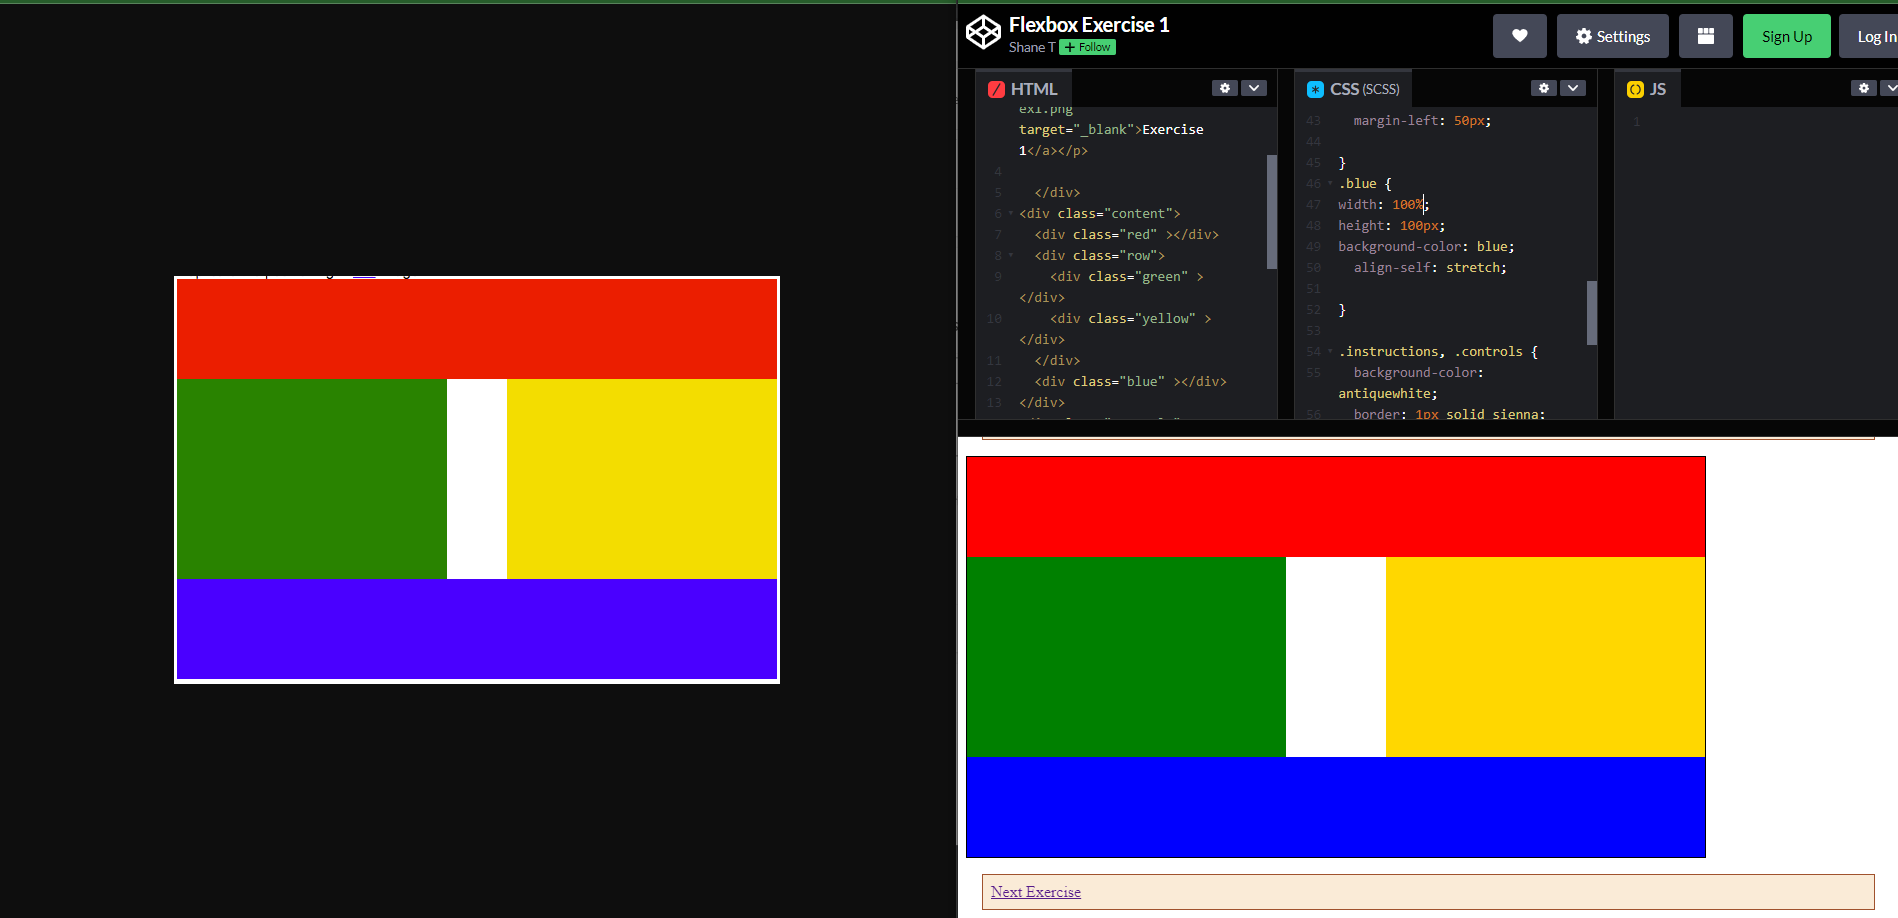 Flexbox Exercise 1
Shane T + Follow
Settings
Sign Up
Log In
HTML
ex1.png
target="_blank">Exercise
1</a></p>
4
5 </div>
6 <div class="content">
7 <div class="red" ></div>
8 <div class="row">
9 <div class="green" >
</div>
10 <div class="yellow" >
</div>
11 </div>
12 <div class="blue" ></div>
13 </div>
CSS (SCSS)
43 margin-left: 50px;
44
45 }
46 .blue {
47 width: 100%;
48 height: 100px;
49 background-color: blue;
50 align-self: stretch;
51
52 }
53
54 .instructions, .controls {
55 background-color:
antiquewhite;
56 border: 1px solid sienna;
JS
1
Next Exercise